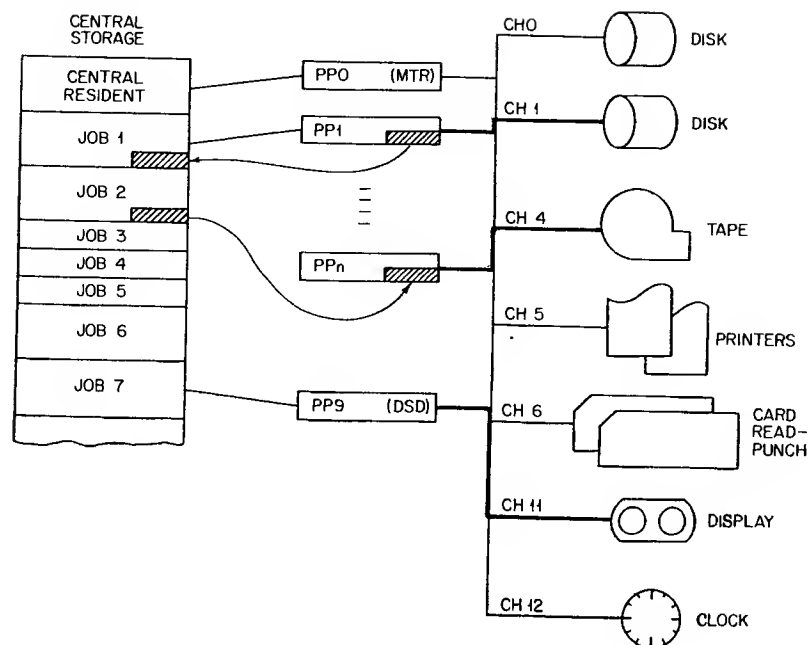 CENTRAL
STORAGE
CENTRAL
RESIDENT
JOB 1
JOB 2
JOB 3
JOB 4
JOB 5
JOB 6
JOB 7
PP0 (MTR)
PP1
PPn
PP9 (DSD)
CH0
DISK
CH 1
DISK
CH 4
TAPE
CH 5
PRINTERS
CH 6
CARD
READ-
PUNCH
CH 11
DISPLAY
CH 12
CLOCK